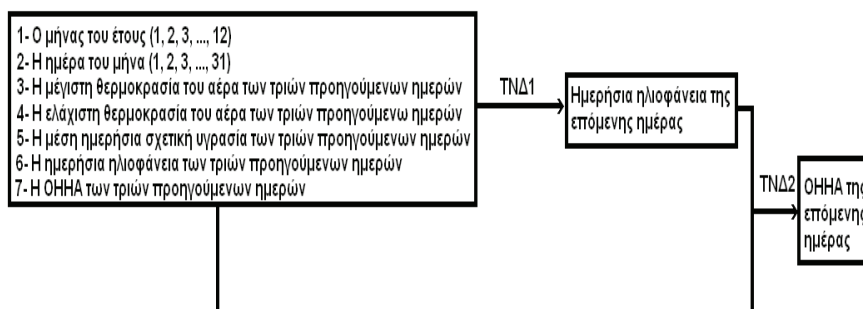 1- Ο μήνας του έτους (1, 2, 3, ..., 12)
2- Η ημέρα του μήνα (1, 2, 3, ..., 31)
3- Η μέγιστη θερμοκρασία του αέρα των τριών προηγούμενων ημερών
4- Η ελάχιστη θερμοκρασία του αέρα των τριών προηγούμενω ημερών
5- Η μέση ημερήσια σχετική υγρασία των τριών προηγούμενων ημερών
6- Η ημερήσια ηλιοφάνεια των τριών προηγούμενων ημερών
7- Η ΟΗΗΑ των τριών προηγούμενων ημερών
ΤΝΔ1
Ημερήσια ηλιοφάνεια της
επόμενης ημέρας
ΤΝΔ2
ΟΗΗΑ της
επόμενης
ημέρας